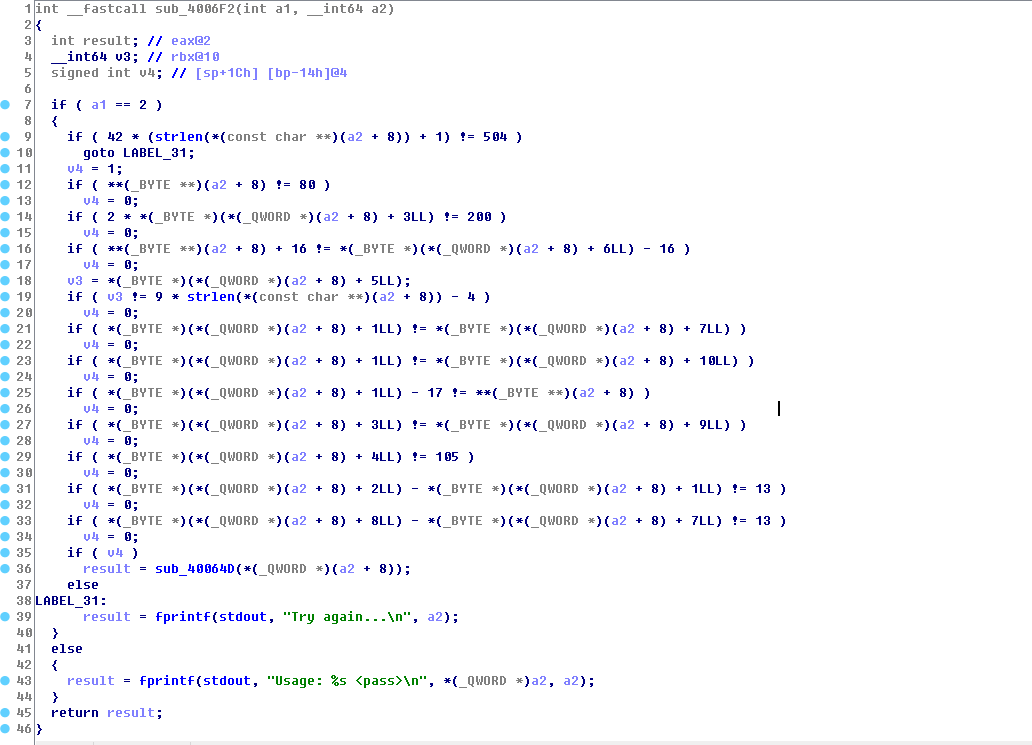 1 int __fastcall sub_4006F2(int a1, __int64 a2)
2 {
3 int result; // eax@2
4 __int64 v3; // rbx@10
5 signed int v4; // [sp+1Ch] [bp-14h]@4
6
7 if ( a1 == 2 )
8 {
9 if ( 42 * (strlen(*(const char **)(a2 + 8)) + 1) != 504 )
10 goto LABEL_31;
11 v4 = 1;
12 if ( **(_BYTE **)(a2 + 8) != 80 )
13 v4 = 0;
14 if ( 2 * *(_BYTE *)(*(_QWORD *)(a2 + 8) + 3LL) != 200 )
15 v4 = 0;
16 if ( **(_BYTE **)(a2 + 8) + 16 != *(_BYTE *)(*(_QWORD *)(a2 + 8) + 6LL) - 16 )
17 v4 = 0;
18 v3 = *(_BYTE *)(*(_QWORD *)(a2 + 8) + 5LL);
19 if ( v3 != 9 * strlen(*(const char **)(a2 + 8)) - 4 )
20 v4 = 0;
21 if ( *(_BYTE *)(*(_QWORD *)(a2 + 8) + 1LL) != *(_BYTE *)(*(_QWORD *)(a2 + 8) + 7LL) )
22 v4 = 0;
23 if ( *(_BYTE *)(*(_QWORD *)(a2 + 8) + 1LL) != *(_BYTE *)(*(_QWORD *)(a2 + 8) + 10LL) )
24 v4 = 0;
25 if ( *(_BYTE *)(*(_QWORD *)(a2 + 8) + 1LL) - 17 != **(_BYTE **)(a2 + 8) )
26 v4 = 0;
27 if ( *(_BYTE *)(*(_QWORD *)(a2 + 8) + 3LL) != *(_BYTE *)(*(_QWORD *)(a2 + 8) + 9LL) )
28 v4 = 0;
29 if ( *(_BYTE *)(*(_QWORD *)(a2 + 8) + 4LL) != 105 )
30 v4 = 0;
31 if ( *(_BYTE *)(*(_QWORD *)(a2 + 8) + 2LL) - *(_BYTE *)(*(_QWORD *)(a2 + 8) + 1LL) != 13 )
32 v4 = 0;
33 if ( *(_BYTE *)(*(_QWORD *)(a2 + 8) + 8LL) - *(_BYTE *)(*(_QWORD *)(a2 + 8) + 7LL) != 13 )
34 v4 = 0;
35 if ( v4 )
36 result = sub_40064D(*(_QWORD *)(a2 + 8));
37 else
38 LABEL_31:
39 result = fprintf(stdout, "Try again...\n", a2);
40 }
41 else
42 {
43 result = fprintf(stdout, "Usage: %s <pass>\n", *(_QWORD *)a2, a2);
44 }
45 return result;
46 }